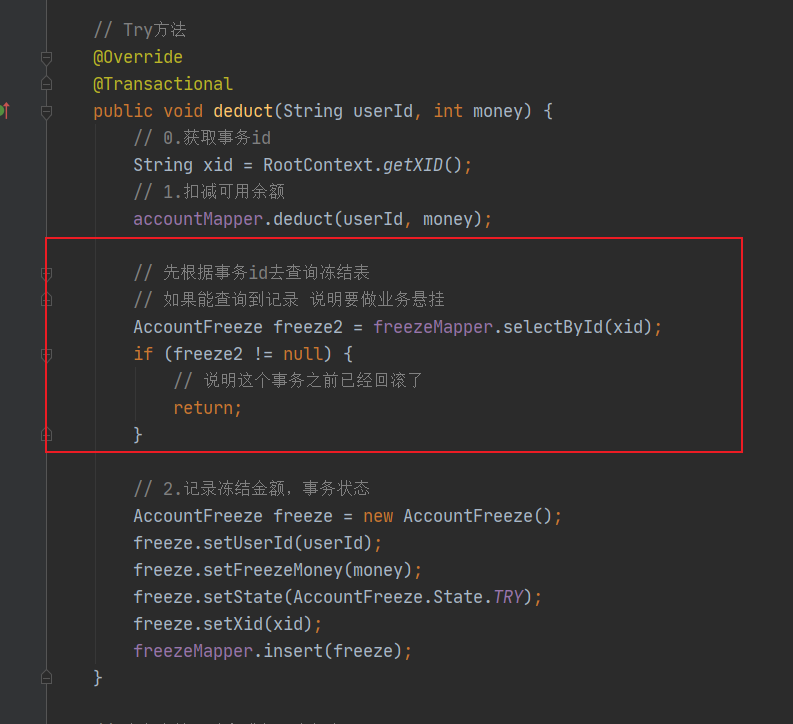 // Try方法
@Override
@Transactional
public void deduct(String userId, int money) {
// 0.获取事务id
String xid = RootContext.getXID();
// 1.扣减可用余额
accountMapper.deduct(userId, money);
// 先根据事务id去查询冻结表
// 如果能查询到记录 说明要做业务悬挂
AccountFreeze freeze2 = freezeMapper.selectById(xid);
if (freeze2 != null) {
// 说明这个事务之前已经回滚了
return;
}
// 2.记录冻结金额，事务状态
AccountFreeze freeze = new AccountFreeze();
freeze.setUserId(userId);
freeze.setFreezeMoney(money);
freeze.setState(AccountFreeze.State.TRY);
freeze.setXid(xid);
freezeMapper.insert(freeze);
}